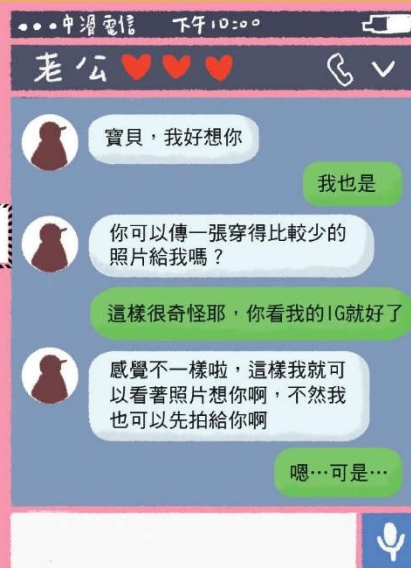 中滑電信 下午10:00
老公
寶貝，我好想你
我也是
你可以傳一張穿得比較少的
照片給我嗎？
這樣很奇怪耶，你看我的IG就好了
感覺不一樣啦，這樣我就可
以看著照片想你啊，不然我
也可以先拍給你啊
嗯…可是…